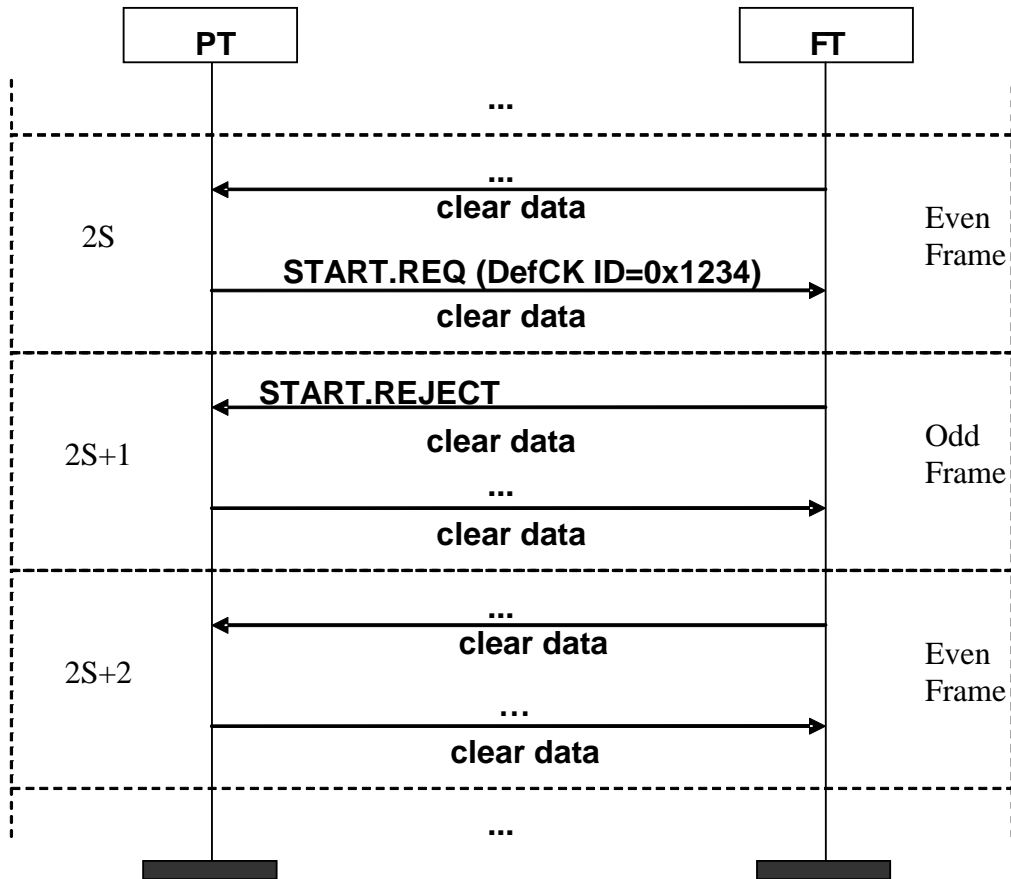 PT
FT
...
...
clear data
2S
Even
Frame
START.REQ (DefCK ID=0x1234)
clear data
START.REJECT
clear data
2S+1
Odd
Frame
...
clear data
...
clear data
2S+2
Even
Frame
...
clear data
...